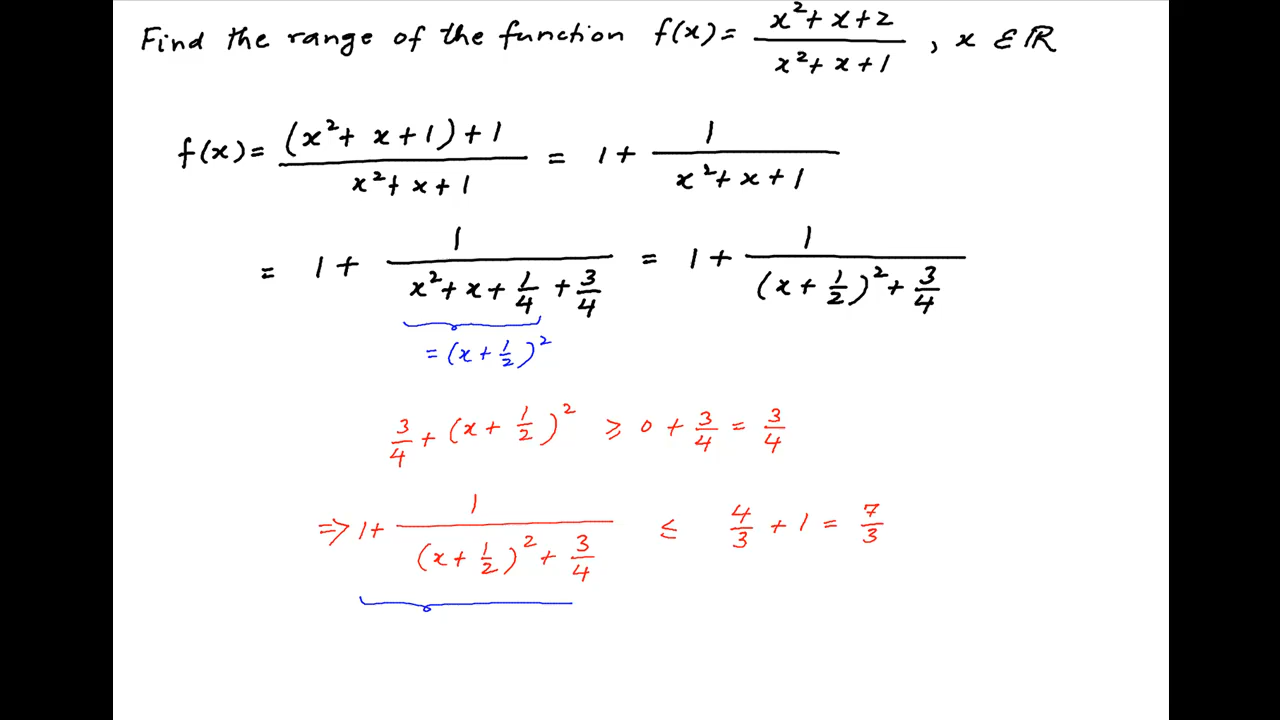 Find the range of the function f(x) = (x² + x + 2)/(x² + x + 1) , x ∈ ℝ
f(x) = ((x² + x + 1) + 1)/(x² + x + 1) = 1 + 1/(x² + x + 1)
= 1 + 1/(x² + x + 1/4 + 3/4) = 1 + 1/((x + 1/2)² + 3/4)
= (x + 1/2)²
3/4 + (x + 1/2)² ≥ 0 + 3/4 = 3/4
⇒ 1 + 1/((x + 1/2)² + 3/4) ≤ 4/3 + 1 = 7/3